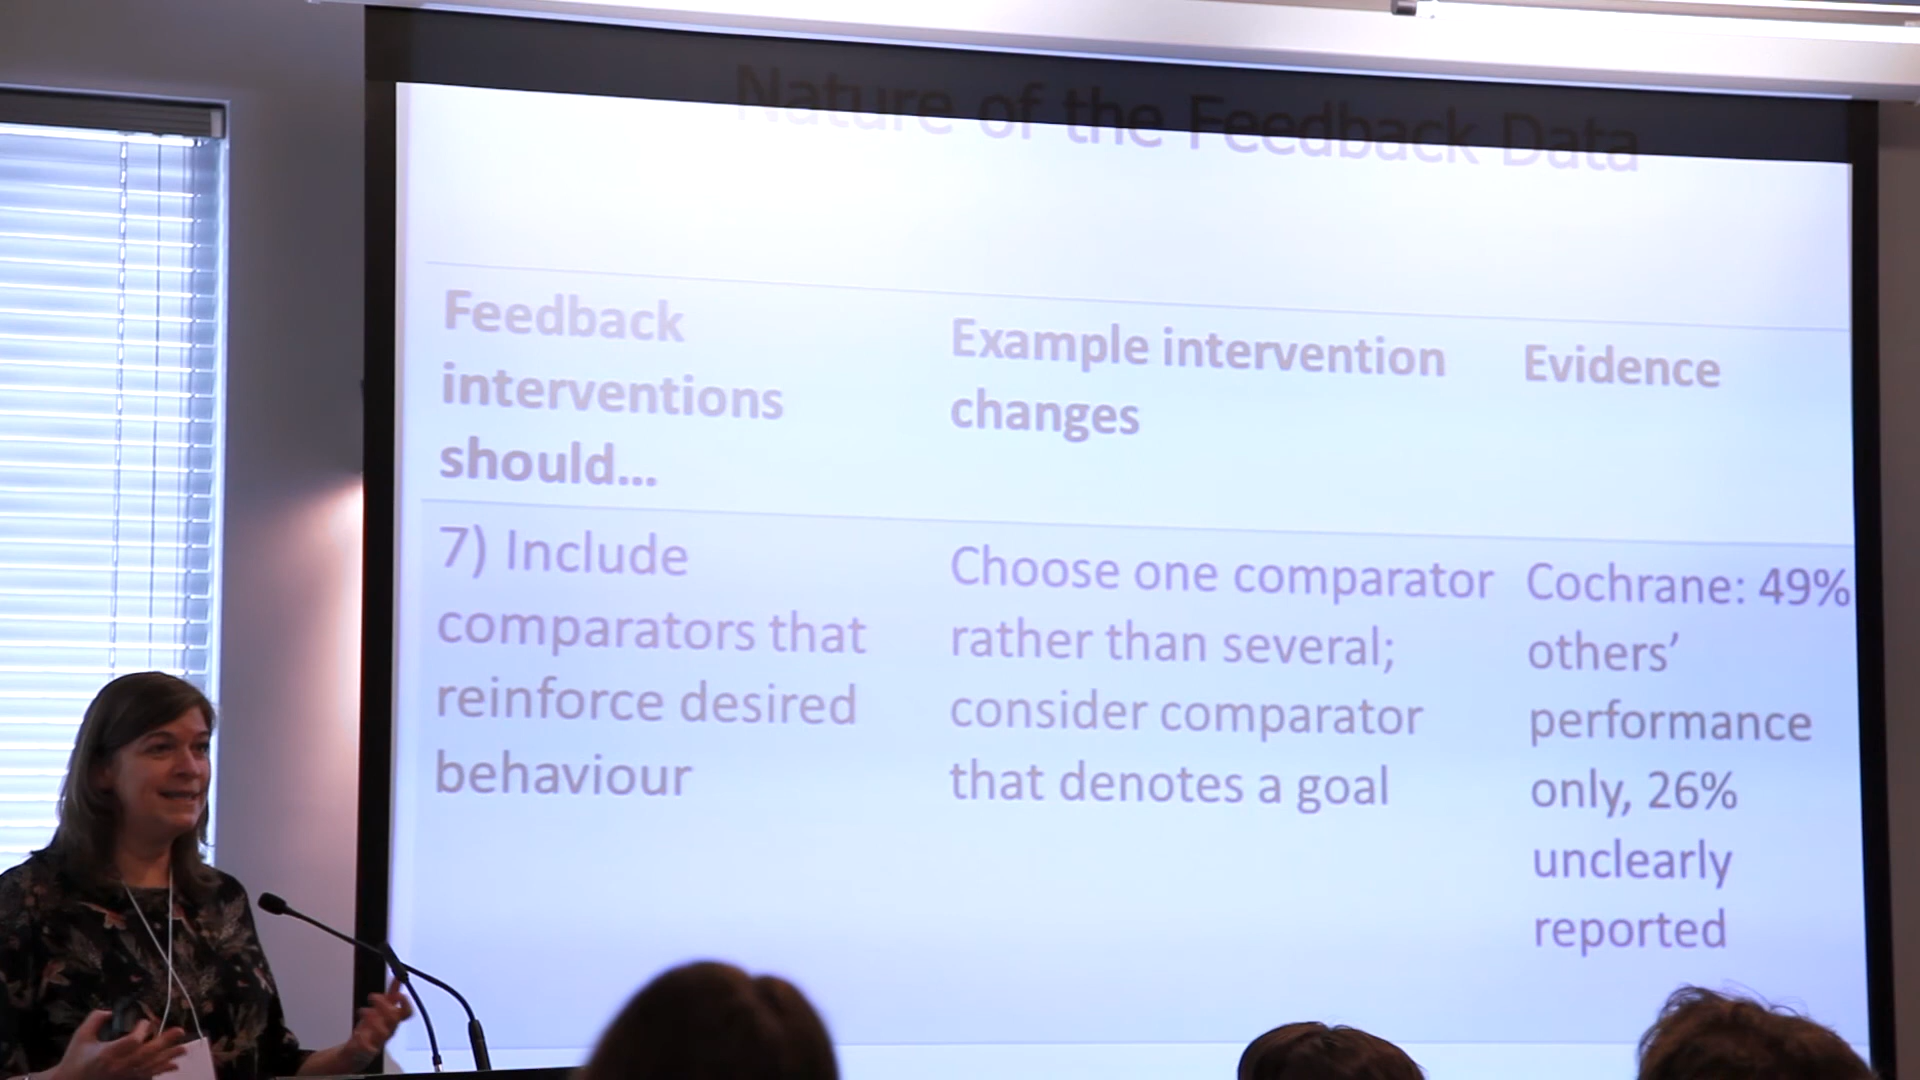 Nature of the Feedback Data
Feedback
interventions
should...
Example intervention
changes
Evidence
7) Include
comparators that
reinforce desired
behaviour
Choose one comparator
rather than several;
consider comparator
that denotes a goal
Cochrane: 49%
others’
performance
only, 26%
unclearly
reported